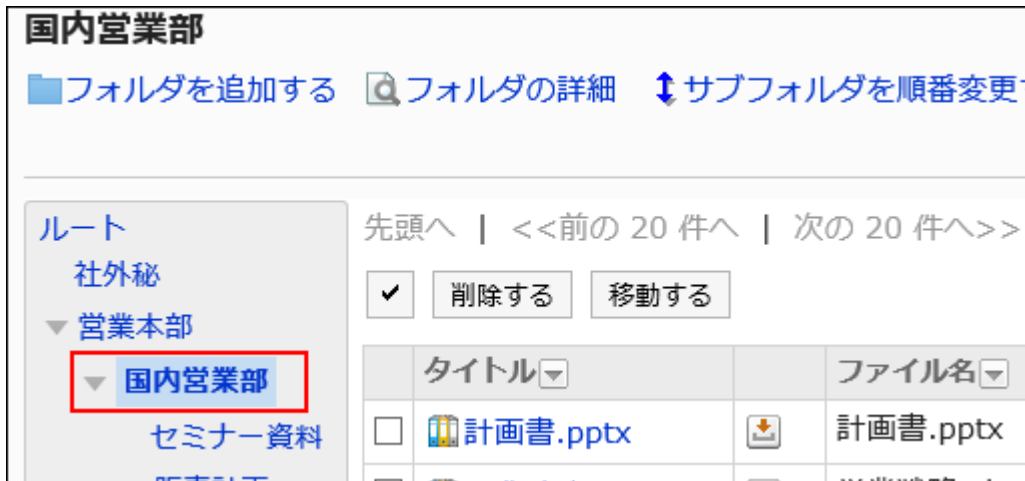 国内営業部
フォルダを追加する フォルダの詳細 サブフォルダを順番変更
ルート
社外秘
営業本部
国内営業部
セミナー資料
先頭へ | <<前の 20 件へ | 次の 20 件へ>>
削除する 移動する
タイトル ファイル名
計画書.pptx 計画書.pptx